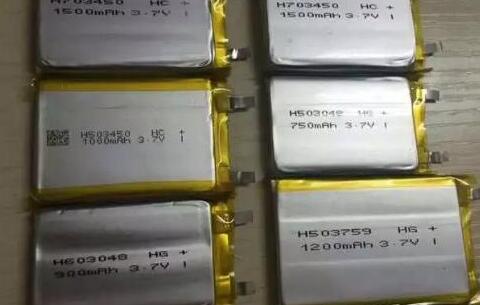 H703450 HC +
1500mAh 3.7V I
H703450 HC +
1500mAh 3.7V I
H503450 HC +
1000mAh 3.7V I
H503048 HG +
750mAh 3.7V I
H603048 HG +
900mAh 3.7V I
H503759 HG +
1200mAh 3.7V I